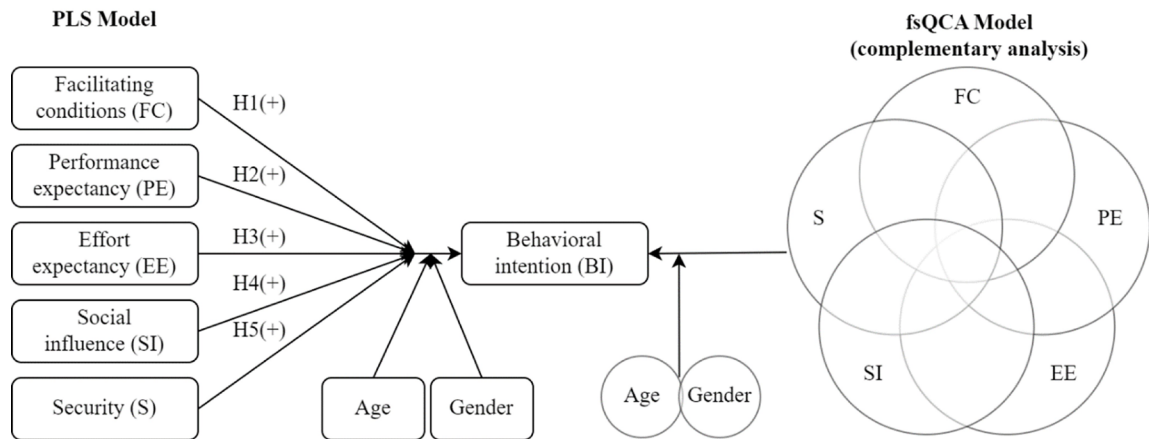 PLS Model
Facilitating
conditions (FC)
Performance
expectancy (PE)
Effort
expectancy (EE)
Social
influence (SI)
Security (S)
H1(+)
H2(+)
H3(+)
H4(+)
H5(+)
Age
Gender
Behavioral
intention (BI)
Age
Gender
fsQCA Model
(complementary analysis)
FC
S
PE
SI
EE